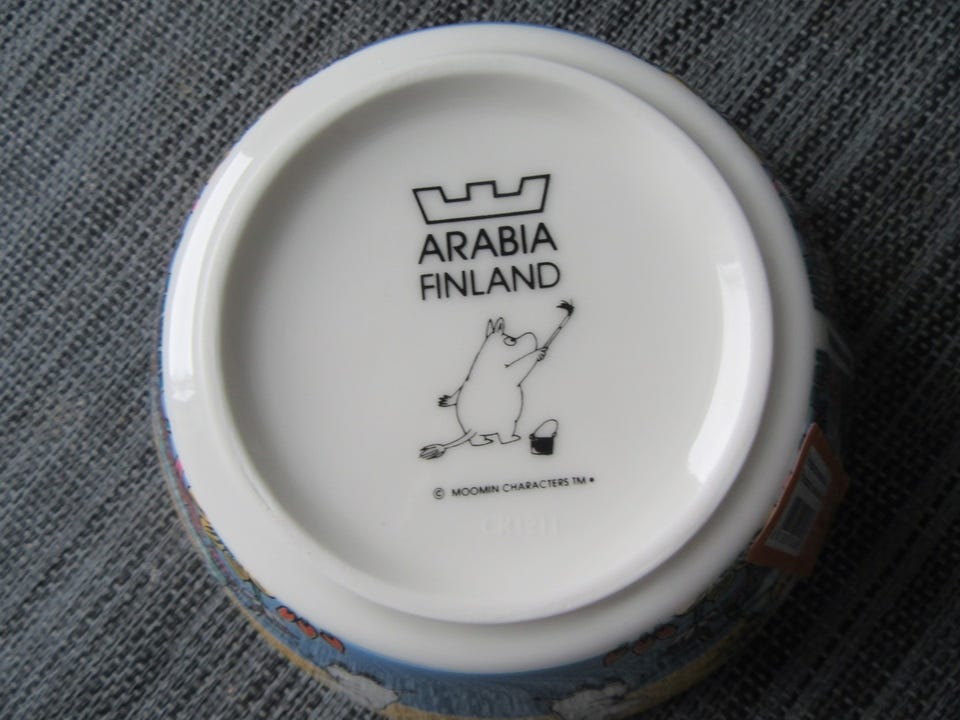 ARABIA
FINLAND
© MOOMIN CHARACTERS TM •